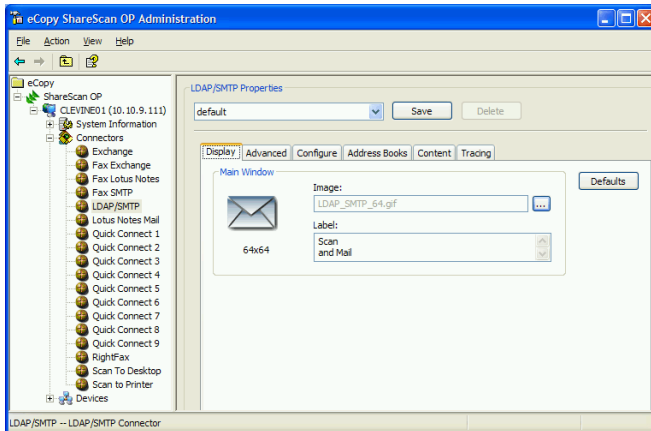 eCopy ShareScan OP Administration
File Action View Help
eCopy
ShareScan OP
CLEVINE01 (10.10.9.111)
System Information
Connectors
Exchange
Fax Exchange
Fax Lotus Notes
Fax SMTP
LDAP/SMTP
Lotus Notes Mail
Quick Connect 1
Quick Connect 2
Quick Connect 3
Quick Connect 4
Quick Connect 5
Quick Connect 6
Quick Connect 7
Quick Connect 8
Quick Connect 9
RightFax
Scan To Desktop
Scan to Printer
Devices
LDAP/SMTP Properties
default Save Delete
Display Advanced Configure Address Books Content Tracing
Main Window
Defaults
Image:
LDAP_SMTP_64.gif ...
Label:
Scan
and Mail
64x64
LDAP/SMTP -- LDAP/SMTP Connector